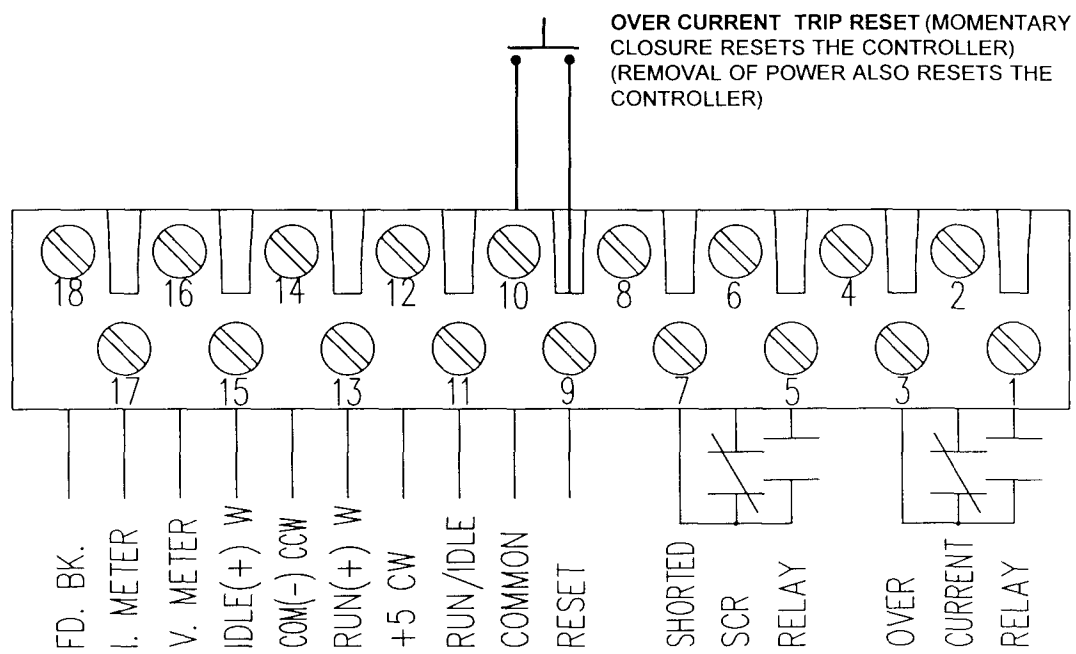 OVER CURRENT TRIP RESET (MOMENTARY
CLOSURE RESETS THE CONTROLLER)
(REMOVAL OF POWER ALSO RESETS THE
CONTROLLER)
18 16 14 12 10 8 6 4 2
17 15 13 11 9 7 5 3 1
FD. BK.
I. METER
V. METER
IDLE(+) W
COM(-) CCW
RUN(+) W
+5 CW
RUN/IDLE
COMMON
RESET
SHORTED
SCR
RELAY
OVER
CURRENT
RELAY